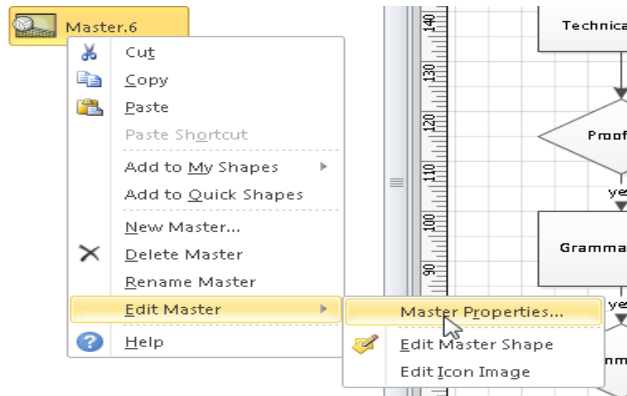 Master.6
Cut
Copy
Paste
Paste Shortcut
Add to My Shapes
Add to Quick Shapes
New Master...
Delete Master
Rename Master
Edit Master
Help
Master Properties...
Edit Master Shape
Edit Icon Image
140
130
120
110
100
90
Technica
Proof
yes
Gramma
yes
nm